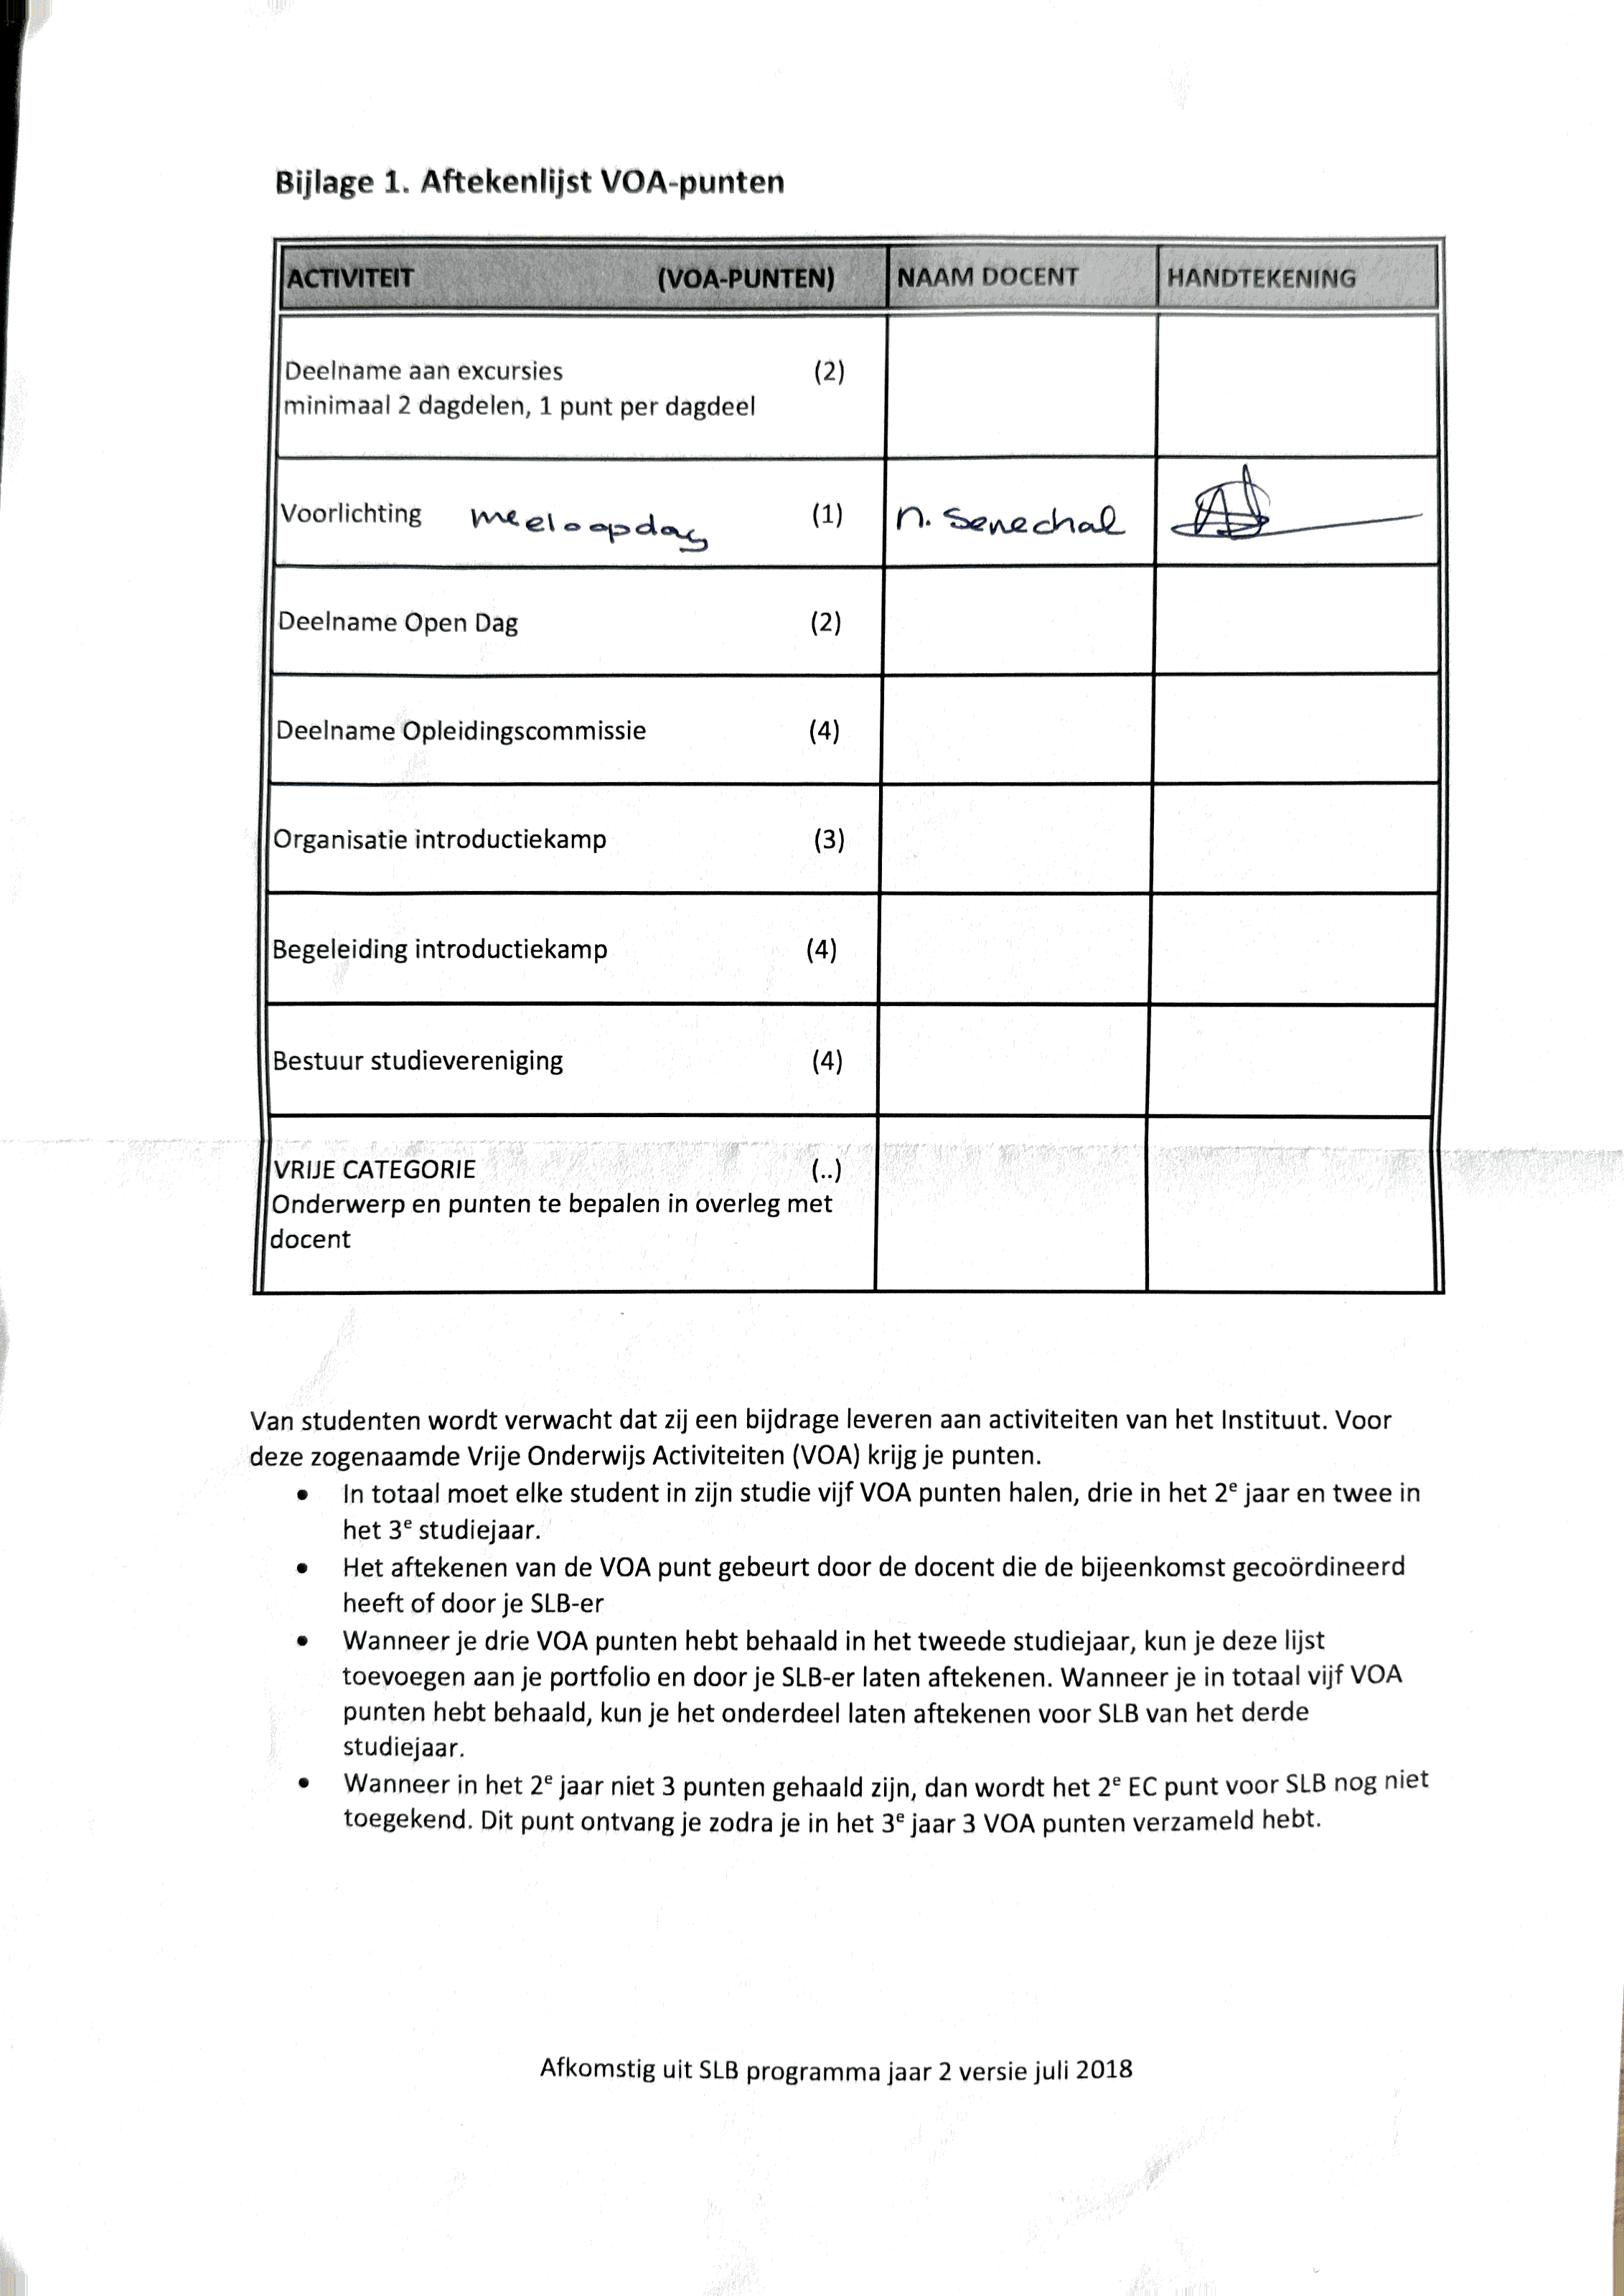 Bijlage 1. Aftekenlijst VOA-punten
ACTIVITEIT (VOA-PUNTEN) NAAM DOCENT HANDTEKENING
Deelname aan excursies (2)
minimaal 2 dagdelen, 1 punt per dagdeel
Voorlichting meeloopdag (1) n. Senechal
Deelname Open Dag (2)
Deelname Opleidingscommissie (4)
Organisatie introductiekamp (3)
Begeleiding introductiekamp (4)
Bestuur studievereniging (4)
VRIJE CATEGORIE (..)
Onderwerp en punten te bepalen in overleg met
docent
Van studenten wordt verwacht dat zij een bijdrage leveren aan activiteiten van het Instituut. Voor
deze zogenaamde Vrije Onderwijs Activiteiten (VOA) krijg je punten.
• In totaal moet elke student in zijn studie vijf VOA punten halen, drie in het 2e jaar en twee in
het 3e studiejaar.
• Het aftekenen van de VOA punt gebeurt door de docent die de bijeenkomst gecoördineerd
heeft of door je SLB-er
• Wanneer je drie VOA punten hebt behaald in het tweede studiejaar, kun je deze lijst
toevoegen aan je portfolio en door je SLB-er laten aftekenen. Wanneer je in totaal vijf VOA
punten hebt behaald, kun je het onderdeel laten aftekenen voor SLB van het derde
studiejaar.
• Wanneer in het 2e jaar niet 3 punten gehaald zijn, dan wordt het 2e EC punt voor SLB nog niet
toegekend. Dit punt ontvang je zodra je in het 3e jaar 3 VOA punten verzameld hebt.
Afkomstig uit SLB programma jaar 2 versie juli 2018